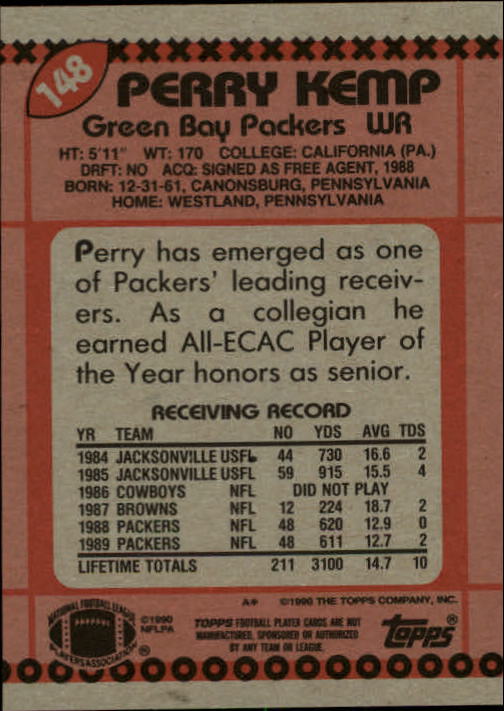 148
PERRY KEMP
Green Bay Packers WR
HT: 5'11" WT: 170 COLLEGE: CALIFORNIA (PA.)
DRFT: NO ACQ: SIGNED AS FREE AGENT, 1988
BORN: 12-31-61, CANONSBURG, PENNSYLVANIA
HOME: WESTLAND, PENNSYLVANIA
Perry has emerged as one
of Packers' leading receiv-
ers. As a collegian he
earned All-ECAC Player of
the Year honors as senior.
RECEIVING RECORD
YR TEAM NO YDS AVG TDS
1984 JACKSONVILLE USFL 44 730 16.6 2
1985 JACKSONVILLE USFL 59 915 15.5 4
1986 COWBOYS NFL DID NOT PLAY
1987 BROWNS NFL 12 224 18.7 2
1988 PACKERS NFL 48 620 12.9 0
1989 PACKERS NFL 48 611 12.7 2
LIFETIME TOTALS 211 3100 14.7 10
A* ©1990 THE TOPPS COMPANY, INC.
NATIONAL FOOTBALL LEAGUE
PLAYERS ASSOCIATION ®
©1990
NFLPA
TOPPS FOOTBALL PLAYER CARDS ARE NOT
MANUFACTURED, SPONSORED OR AUTHORIZED
BY ANY TEAM OR LEAGUE.
topps®